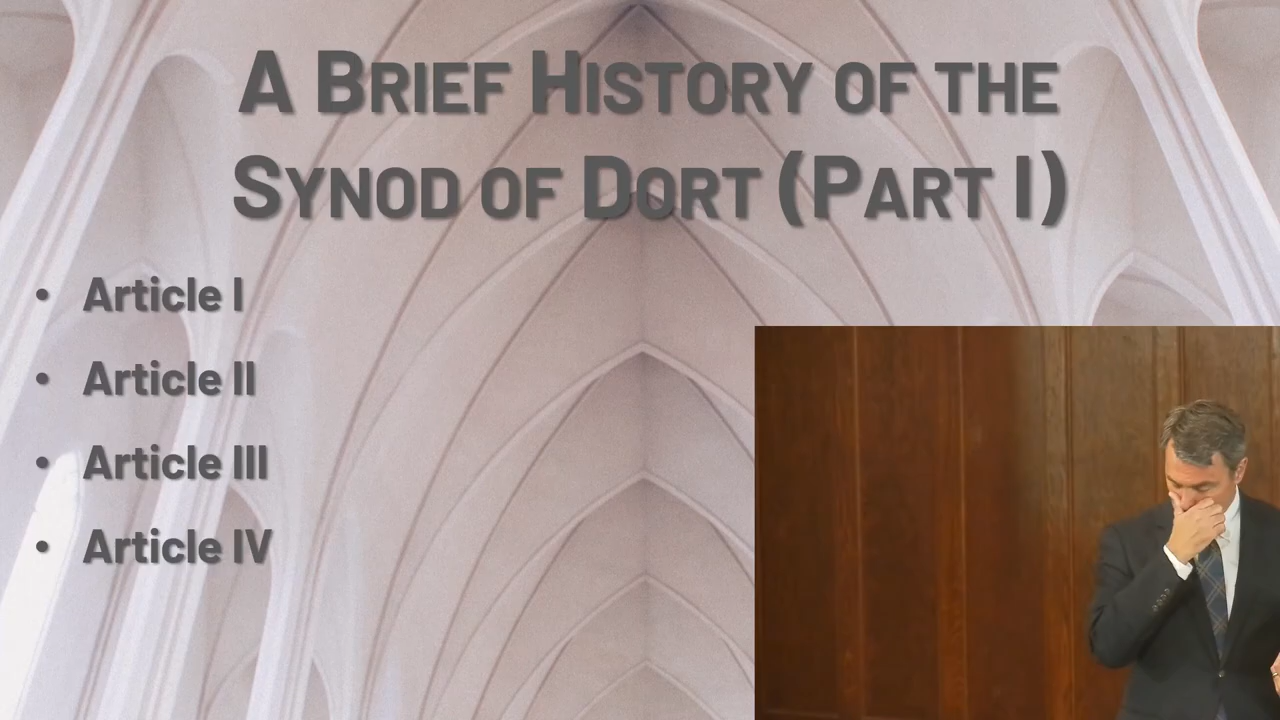 A Brief History of the
Synod of Dort (Part I)
• Article I
• Article II
• Article III
• Article IV